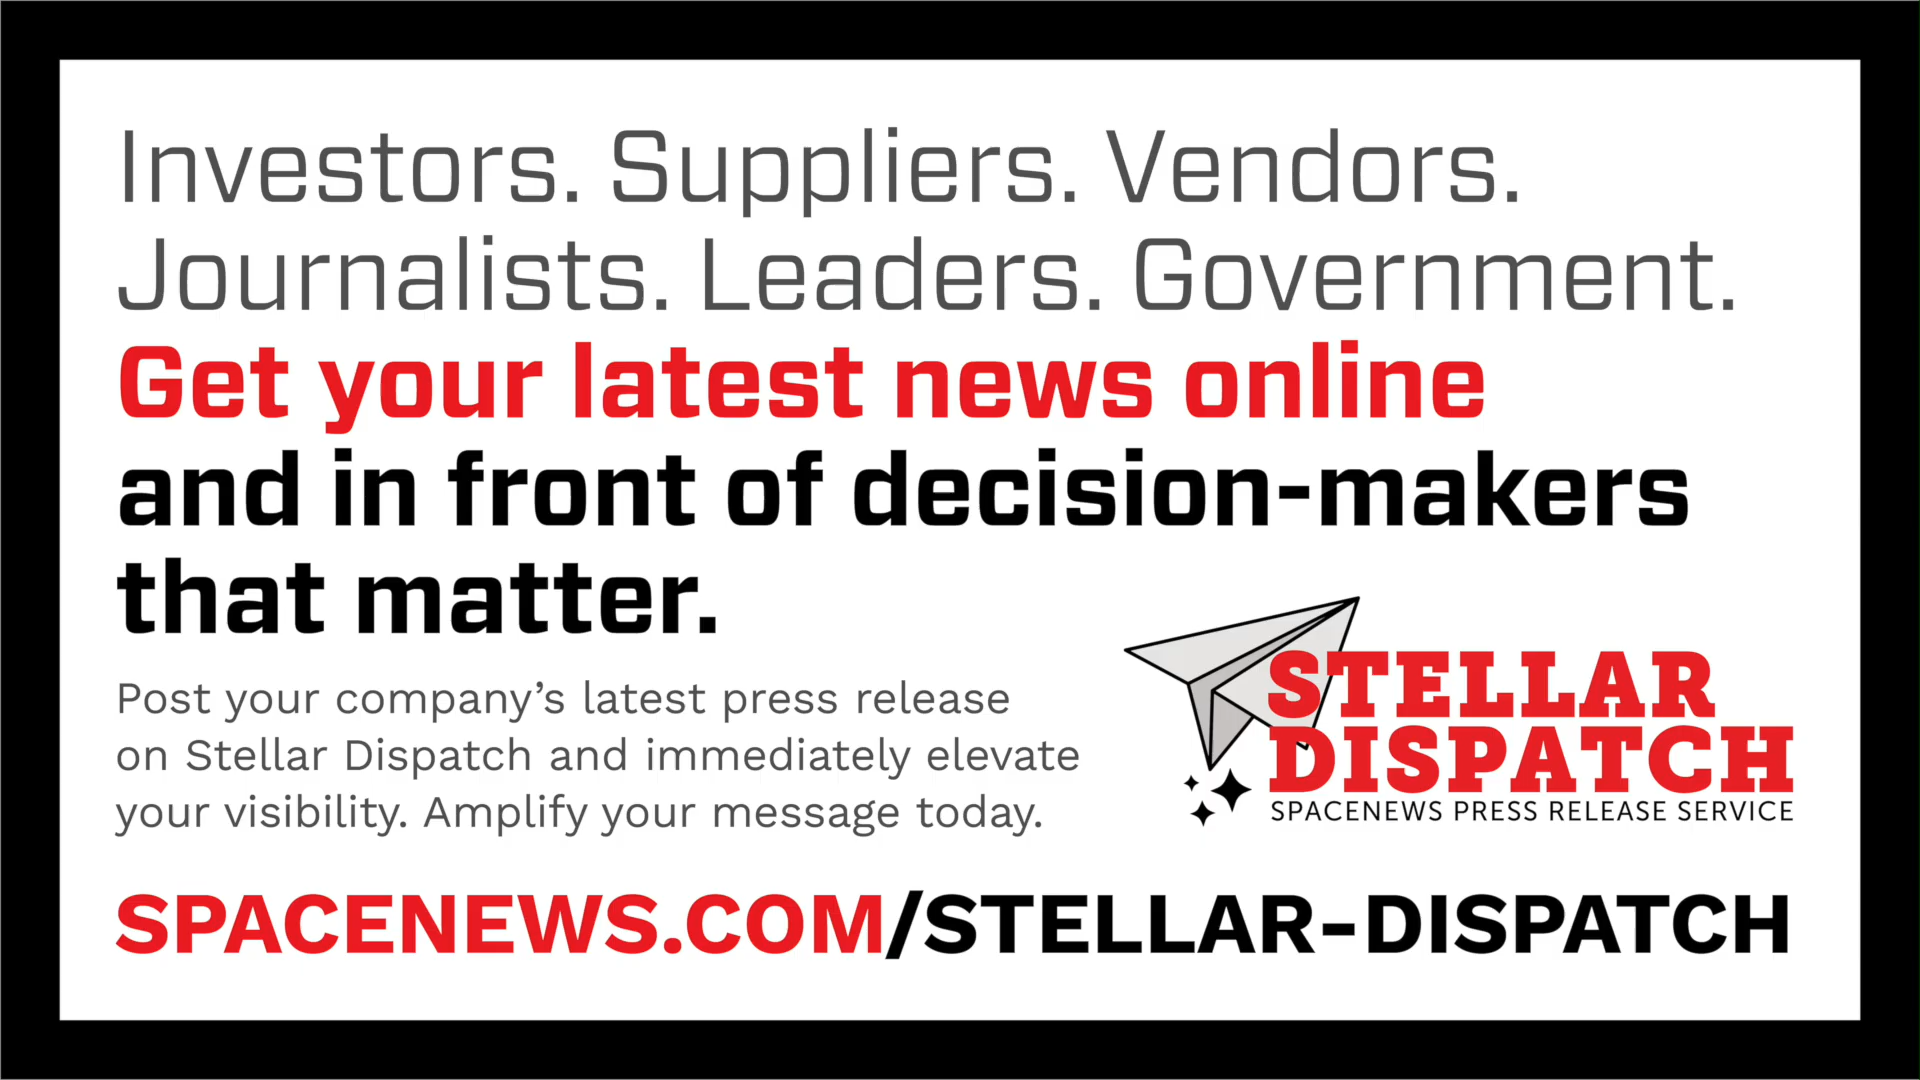 Investors. Suppliers. Vendors.
Journalists. Leaders. Government.
Get your latest news online
and in front of decision-makers
that matter.
Post your company’s latest press release
on Stellar Dispatch and immediately elevate
your visibility. Amplify your message today.
STELLAR
DISPATCH
SPACENEWS PRESS RELEASE SERVICE
SPACENEWS.COM/STELLAR-DISPATCH